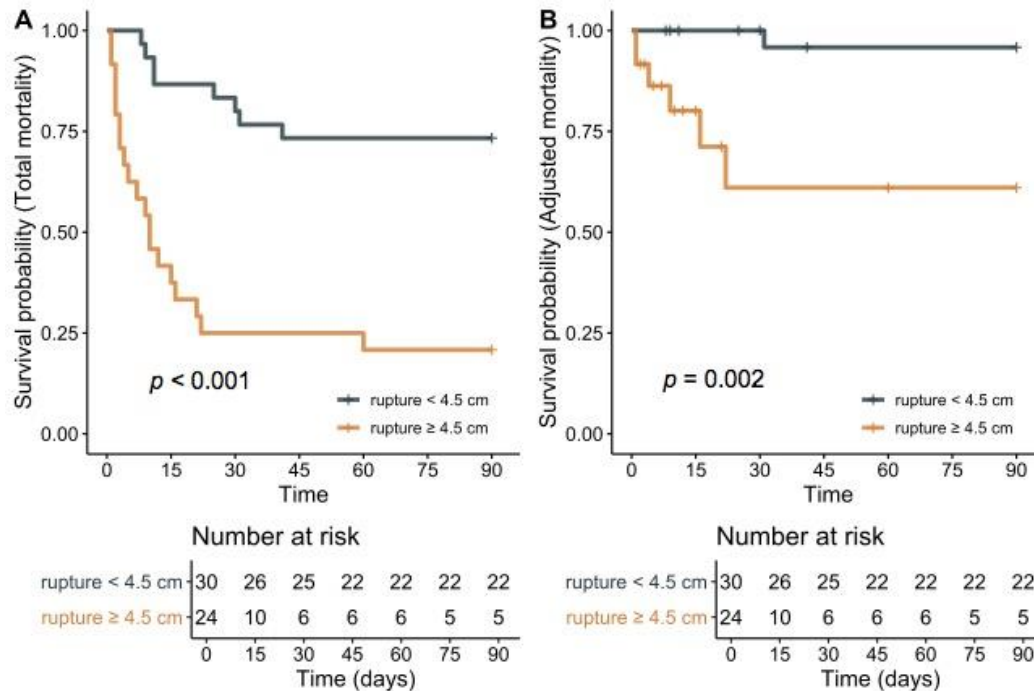 A
Survival probability (Total mortality)
1.00
0.75
0.50
0.25
0.00
p < 0.001
rupture < 4.5 cm
rupture ≥ 4.5 cm
0 15 30 45 60 75 90
Time
Number at risk
rupture < 4.5 cm 30 26 25 22 22 22 22
rupture ≥ 4.5 cm 24 10 6 6 6 5 5
0 15 30 45 60 75 90
Time (days)
B
Survival probability (Adjusted mortality)
1.00
0.75
0.50
0.25
0.00
p = 0.002
rupture < 4.5 cm
rupture ≥ 4.5 cm
0 15 30 45 60 75 90
Time
Number at risk
rupture < 4.5 cm 30 26 25 22 22 22 22
rupture ≥ 4.5 cm 24 10 6 6 6 5 5
0 15 30 45 60 75 90
Time (days)